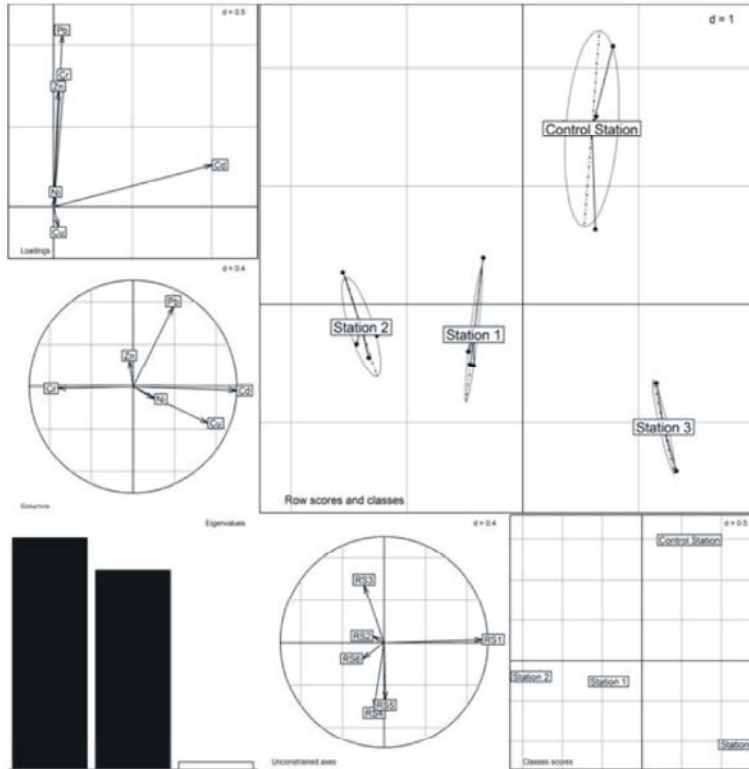 d = 0.5
Pb
Cr
Zn
Cd
Ni
Cu
Loadings
d = 1
Control Station
Station 2
Station 1
Station 3
Row scores and classes
d = 0.4
Pb
Zn
Cr
Cd
Ni
Cu
Columns
Eigenvalues
d = 0.4
RS3
RS2
RS1
RS6
RS5
RS4
Unconstrained axes
d = 0.5
Control Station
Station 2
Station 1
Station
Classes scores